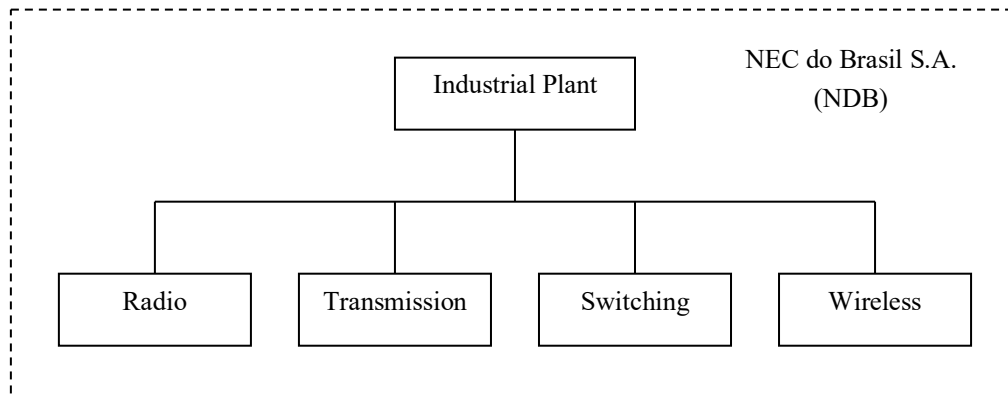 NEC do Brasil S.A.
(NDB)
Industrial Plant
Radio
Transmission
Switching
Wireless